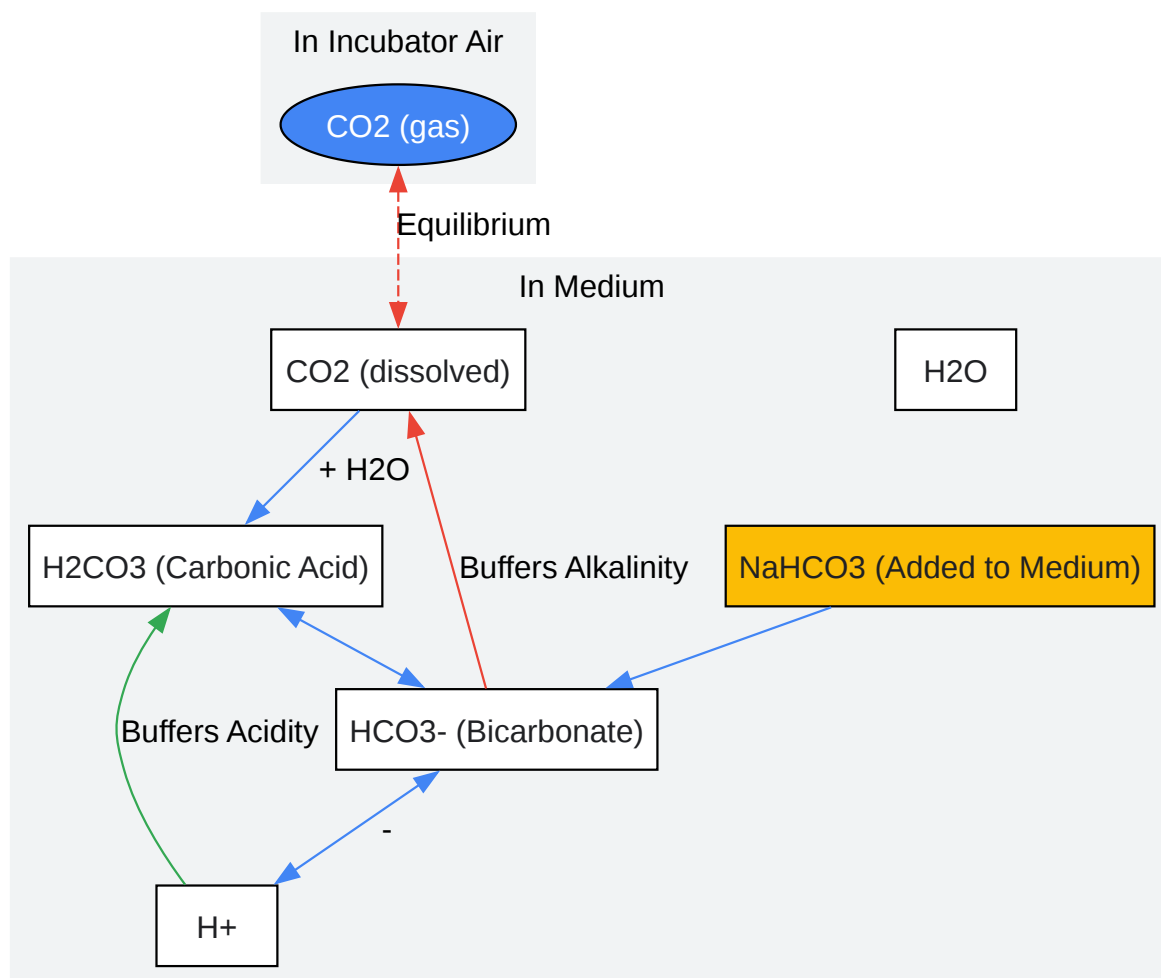 In Incubator Air
CO2 (gas)
Equilibrium
In Medium
CO2 (dissolved)
H2O
+ H2O
H2CO3 (Carbonic Acid)
Buffers Alkalinity
NaHCO3 (Added to Medium)
Buffers Acidity
HCO3- (Bicarbonate)
-
H+